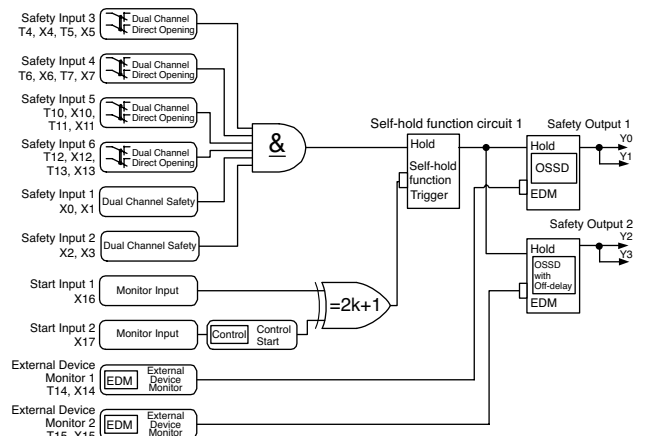 Safety Input 3
T4, X4, T5, X5
Dual Channel
Direct Opening
Safety Input 4
T6, X6, T7, X7
Dual Channel
Direct Opening
Safety Input 5
T10, X10,
T11, X11
Dual Channel
Direct Opening
Safety Input 6
T12, X12,
T13, X13
Dual Channel
Direct Opening
Safety Input 1
X0, X1
Dual Channel Safety
Safety Input 2
X2, X3
Dual Channel Safety
Start Input 1
X16
Monitor Input
Start Input 2
X17
Monitor Input
Control
Control
Start
External Device
Monitor 1
T14, X14
EDM
External
Device
Monitor
External Device
Monitor 2
T15, X15
EDM
External
Device
Monitor
&
=2k+1
Self-hold function circuit 1
Hold
Self-hold
function
Trigger
Safety Output 1
Hold
OSSD
EDM
Y0
Y1
Safety Output 2
Hold
OSSD
with
Off-delay
EDM
Y2
Y3